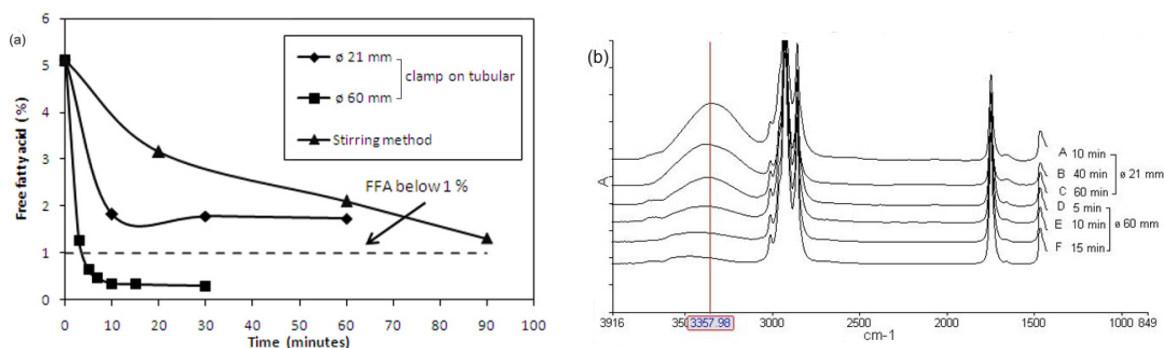 (a)
6
5
4
3
2
1
0
Free fatty acid (%)
ø 21 mm
ø 60 mm
clamp on tubular
Stirring method
FFA below 1 %
0 10 20 30 40 50 60 70 80 90 100
Time (minutes)
(b)
A
A 10 min
B 40 min
C 60 min
ø 21 mm
D 5 min
E 10 min
F 15 min
ø 60 mm
3916 3357.98 3000 2000 1500 1000 849
cm-1